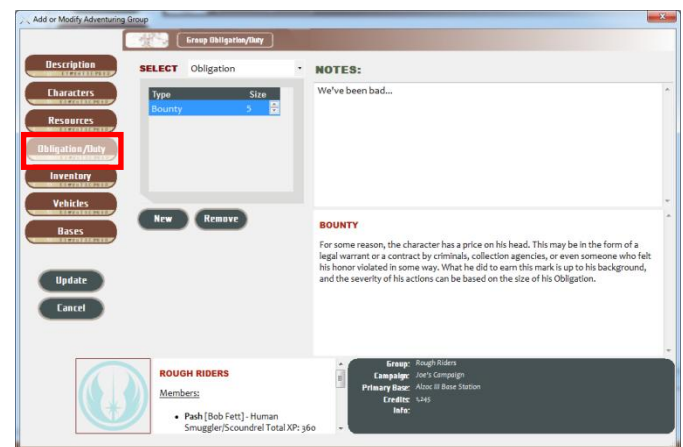 Add or Modify Adventuring Group
Group Obligation/Duty
Description
Characters
Resources
Obligation/Duty
Inventory
Vehicles
Bases
Update
Cancel
SELECT Obligation
Type Size
Bounty 5
New Remove
NOTES:
We've been bad...
BOUNTY
For some reason, the character has a price on his head. This may be in the form of a
legal warrant or a contract by criminals, collection agencies, or even someone who felt
his honor violated in some way. What he did to earn this mark is up to his background,
and the severity of his actions can be based on the size of his Obligation.
ROUGH RIDERS
Members:
• Pash [Bob Fett] - Human
Smuggler/Scoundrel Total XP: 360
Group: Rough Riders
Campaign: Joe's Campaign
Primary Base: Alzoc III Base Station
Credits: 1,245
Info: